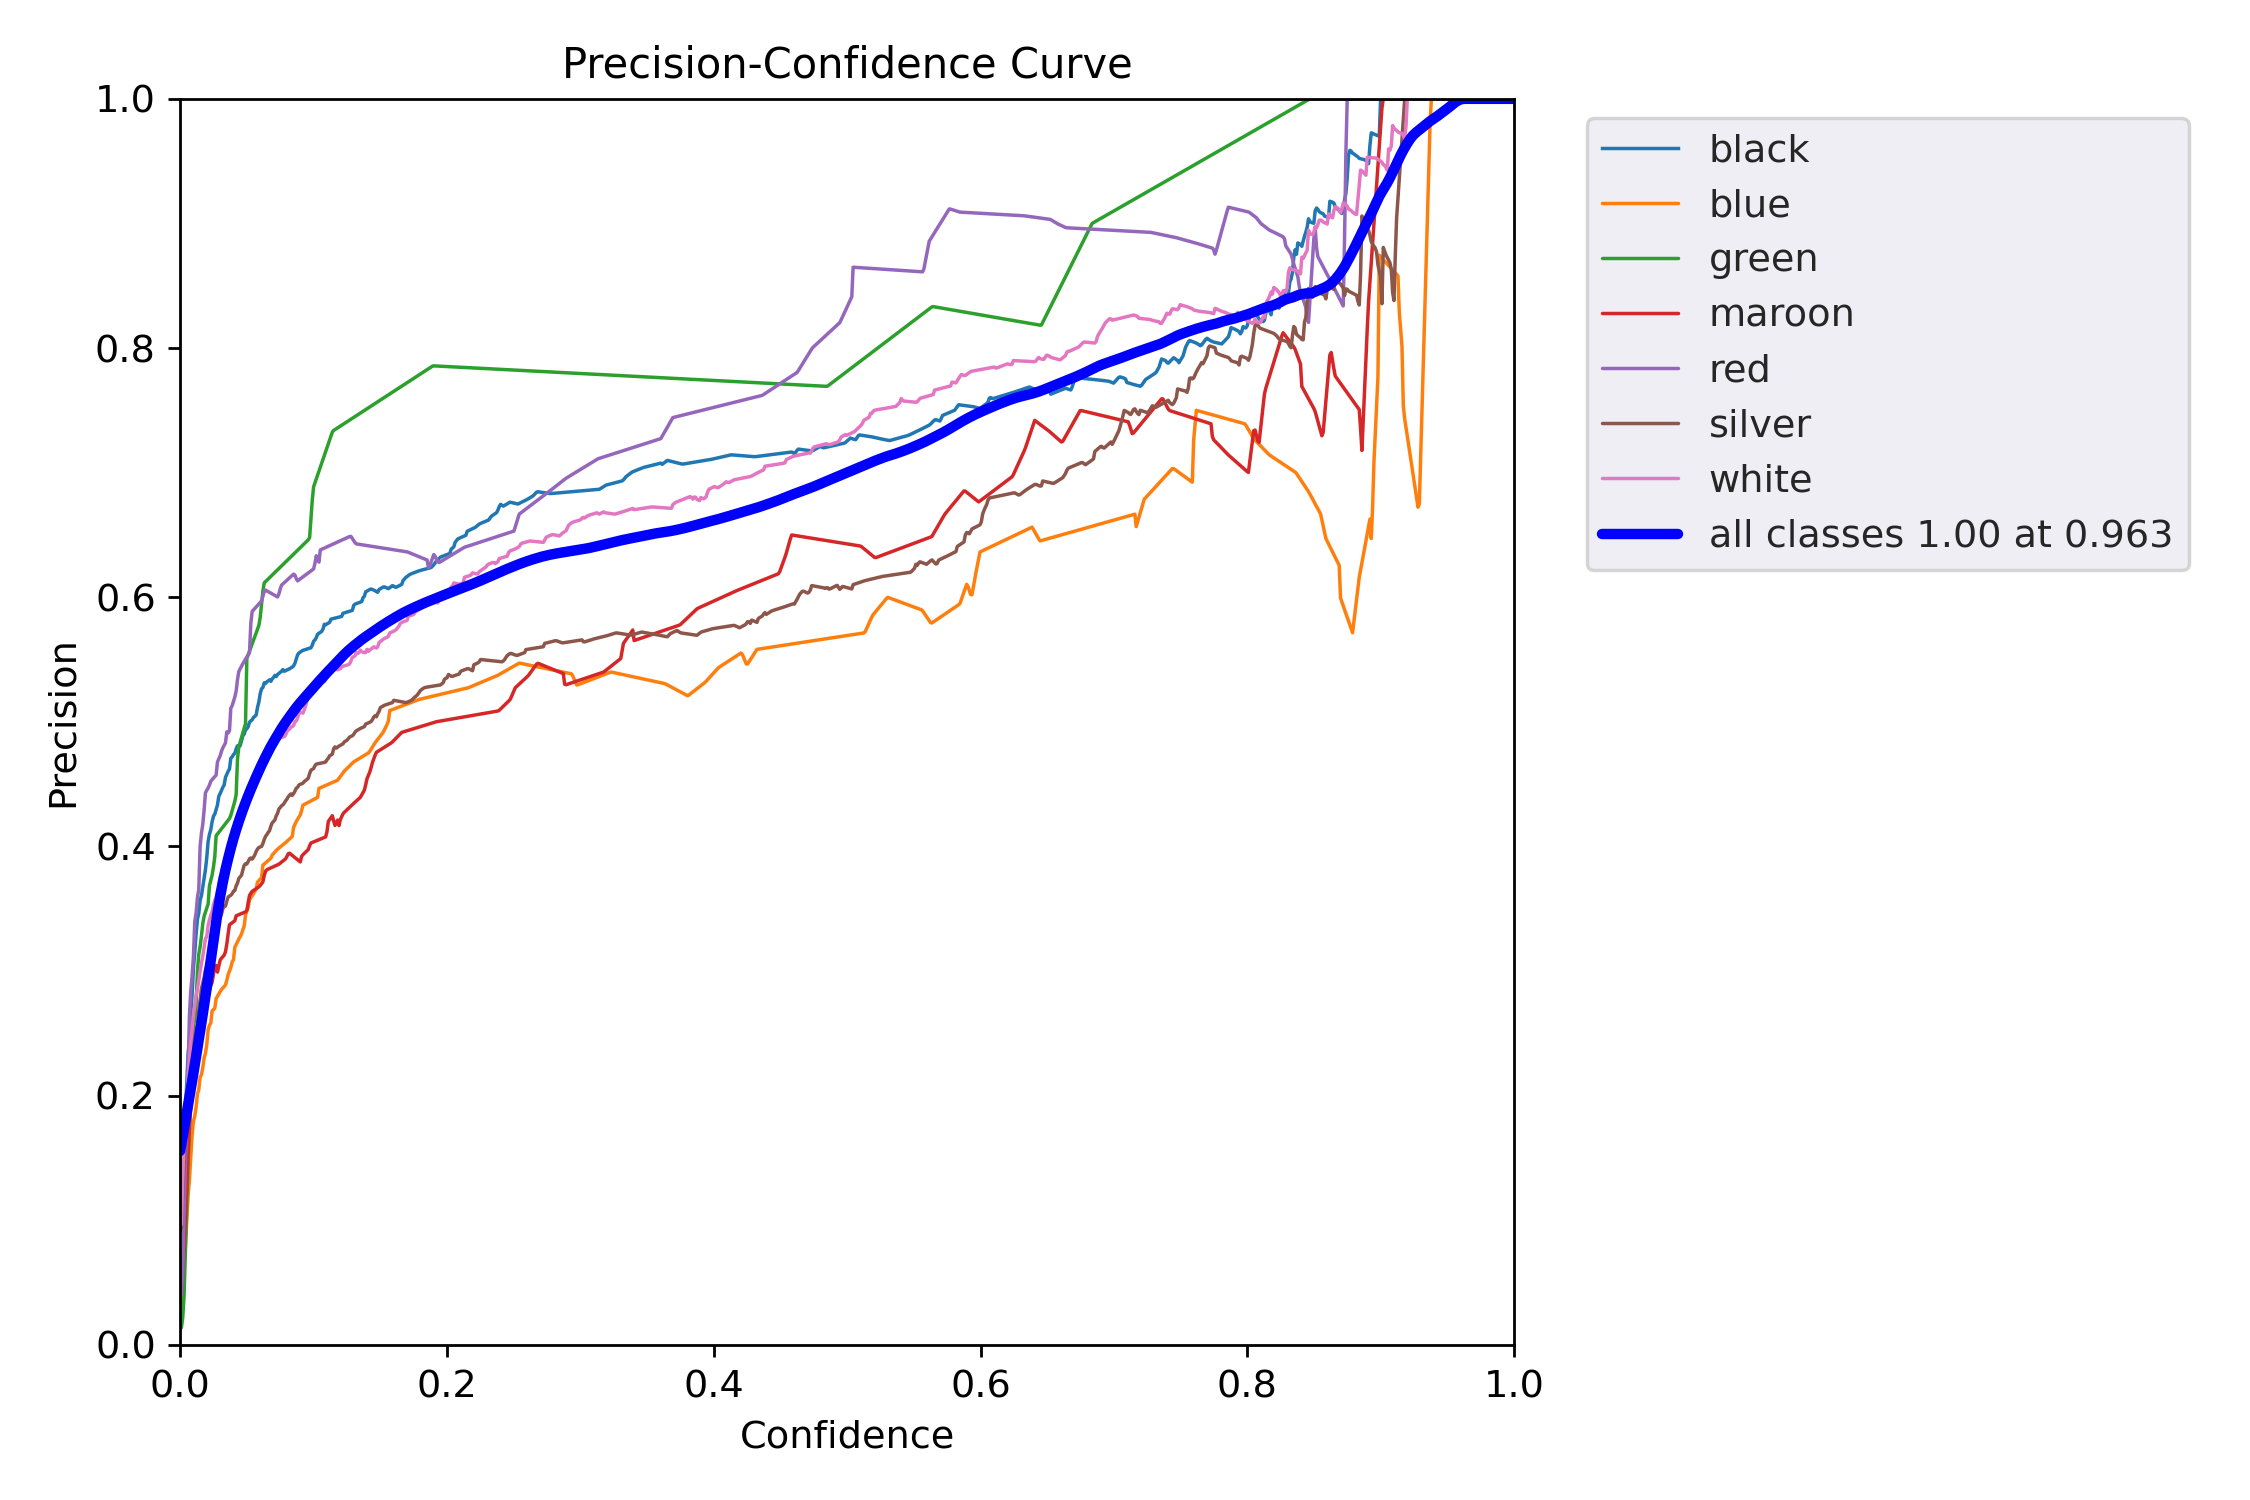 Precision-Confidence Curve
1.0
0.8
0.6
0.4
0.2
0.0
Precision
0.0 0.2 0.4 0.6 0.8 1.0
Confidence
black
blue
green
maroon
red
silver
white
all classes 1.00 at 0.963